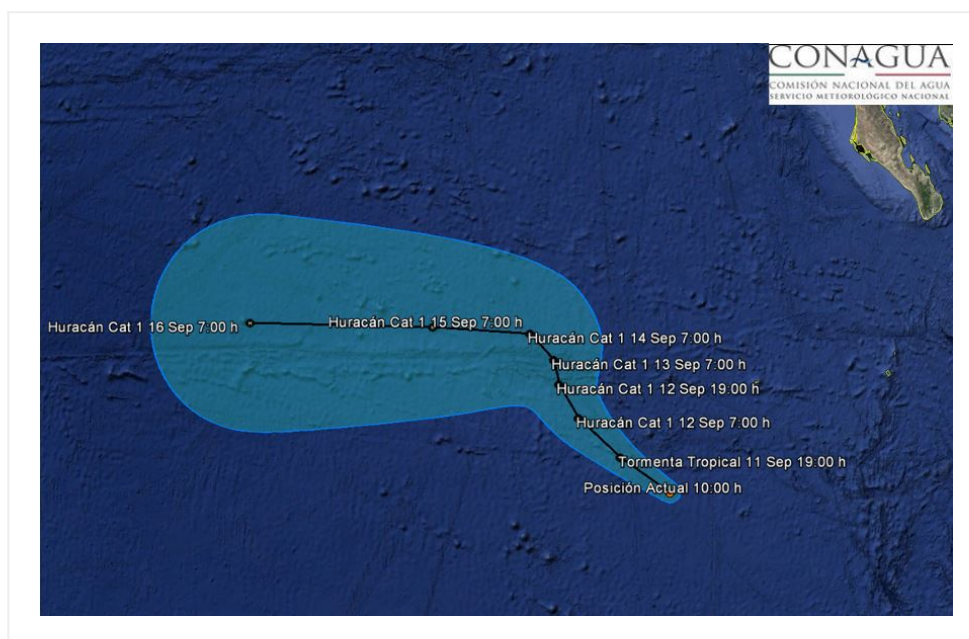 CONAGUA
COMISIÓN NACIONAL DEL AGUA
SERVICIO METEOROLÓGICO NACIONAL
Huracán Cat 1 16 Sep 7:00 h
Huracán Cat 1 15 Sep 7:00 h
Huracán Cat 1 14 Sep 7:00 h
Huracán Cat 1 13 Sep 7:00 h
Huracán Cat 1 12 Sep 19:00 h
Huracán Cat 1 12 Sep 7:00 h
Tormenta Tropical 11 Sep 19:00 h
Posición Actual 10:00 h